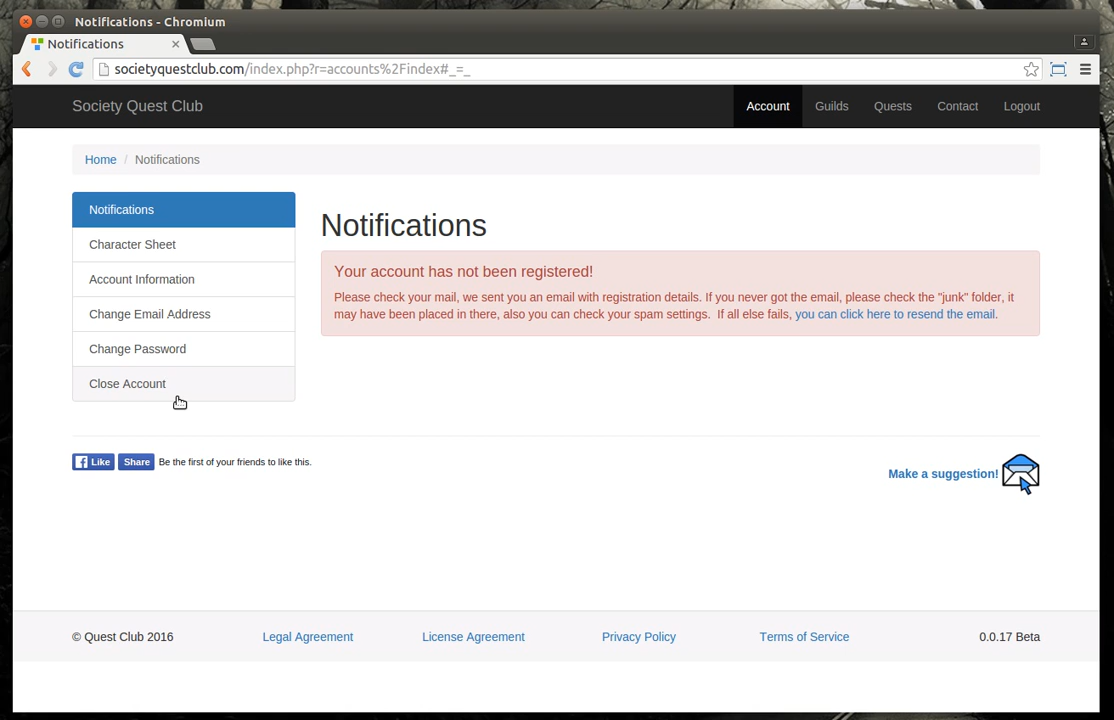 Notifications - Chromium
Notifications
societyquestclub.com/index.php?r=accounts%2Findex#_=_
Society Quest Club
Account
Guilds
Quests
Contact
Logout
Home / Notifications
Notifications
Character Sheet
Account Information
Change Email Address
Change Password
Close Account
Notifications
Your account has not been registered!
Please check your mail, we sent you an email with registration details. If you never got the email, please check the "junk" folder, it
may have been placed in there, also you can check your spam settings.  If all else fails, you can click here to resend the email.
Like
Share
Be the first of your friends to like this.
Make a suggestion!
© Quest Club 2016
Legal Agreement
License Agreement
Privacy Policy
Terms of Service
0.0.17 Beta